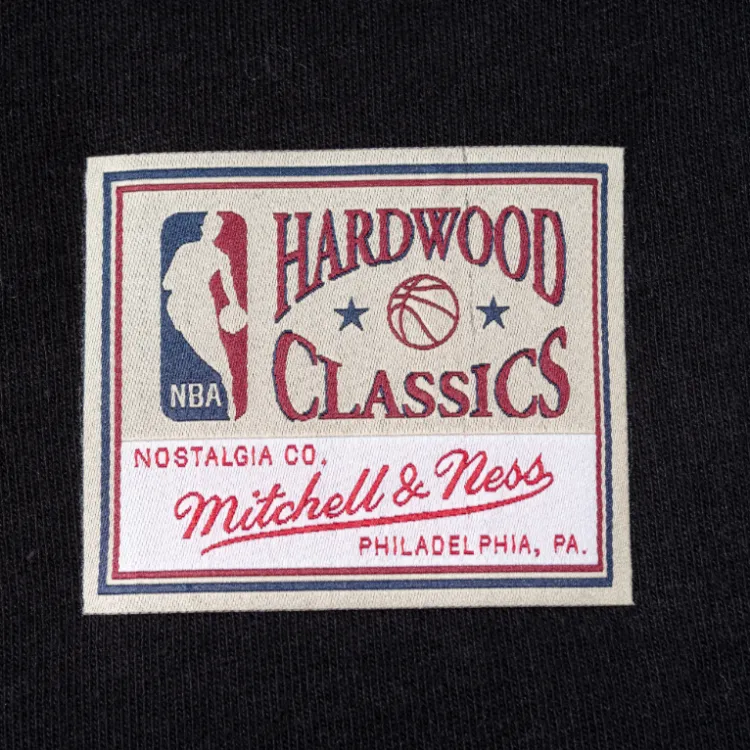 HARDWOOD
CLASSICS
NBA
NOSTALGIA CO.
Mitchell & Ness
PHILADELPHIA, PA.